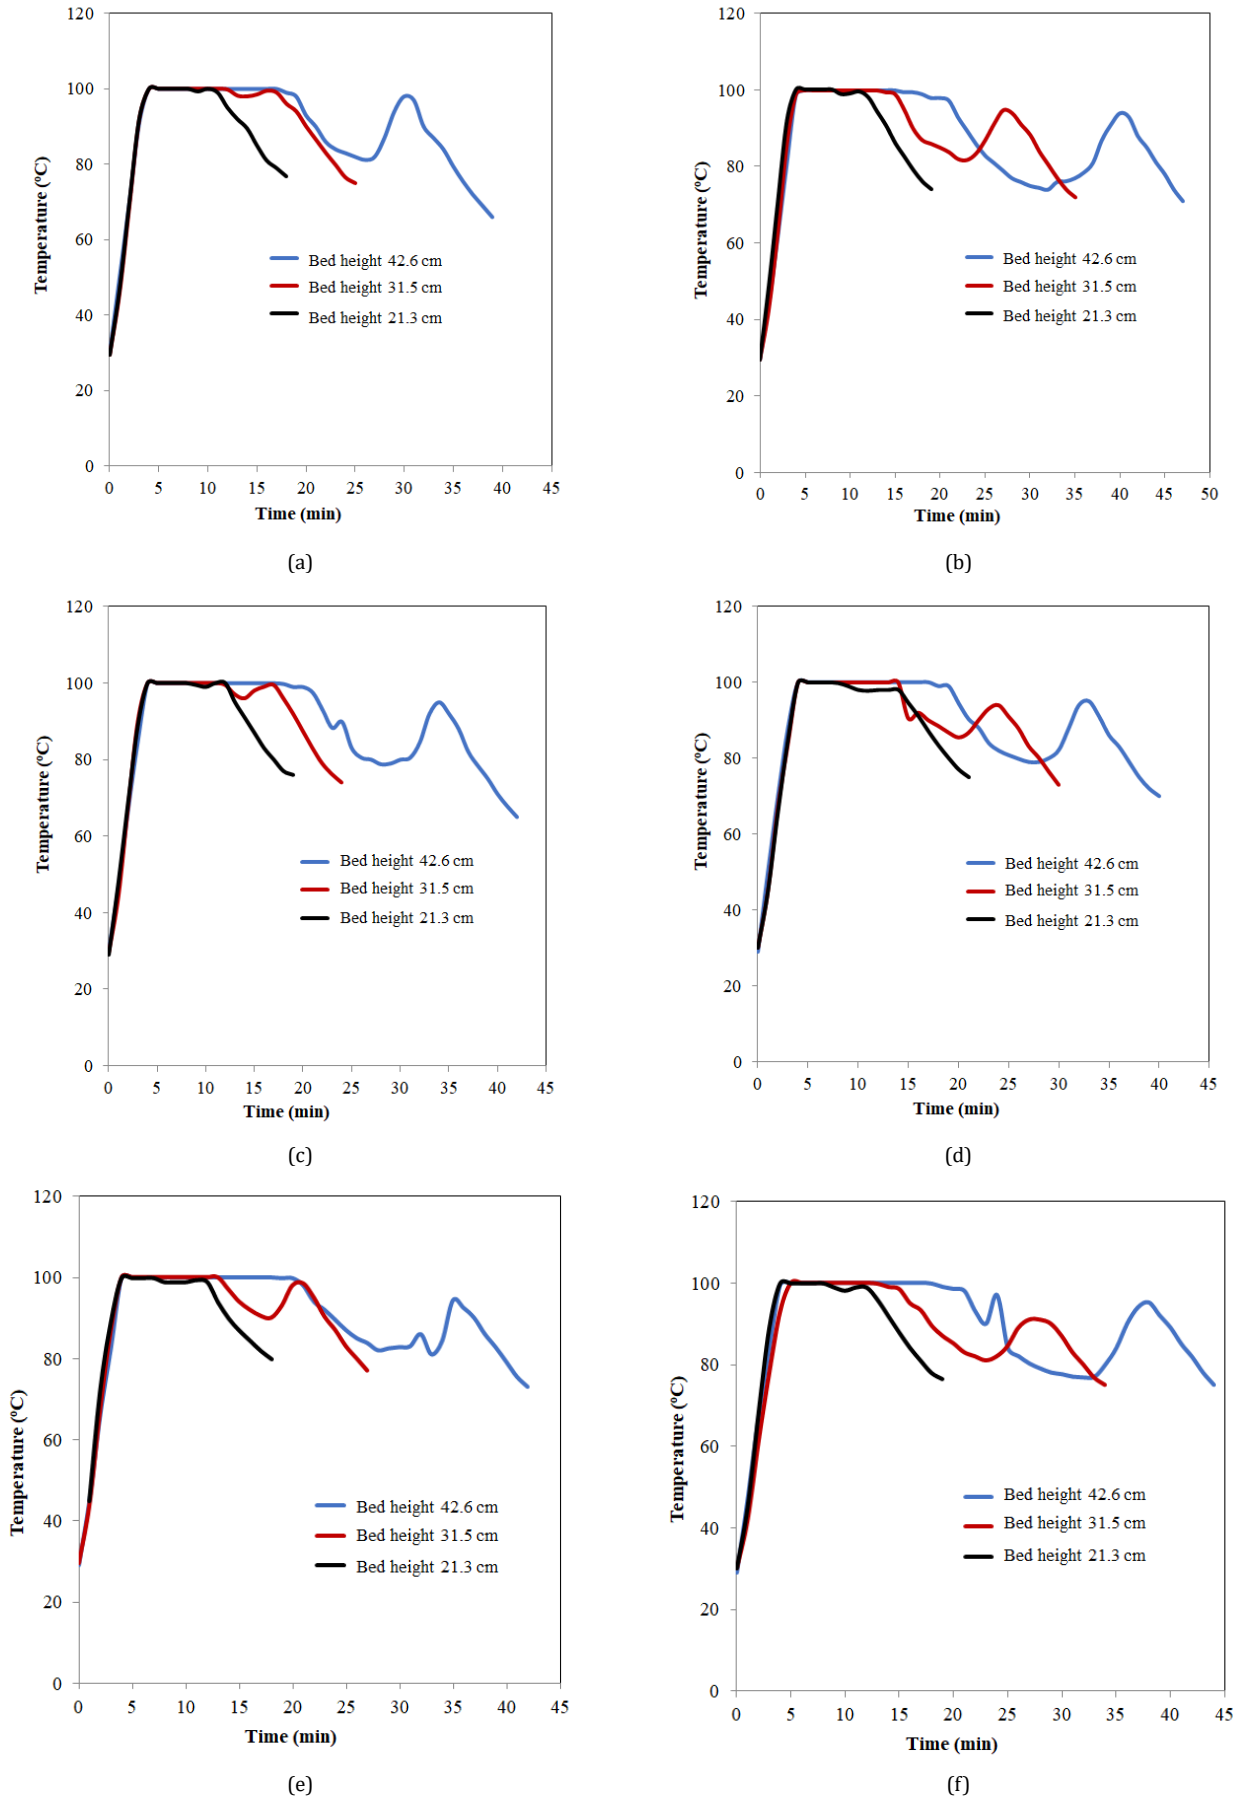 120
100
80
60
40
20
0
Temperature (ºC)
Bed height 42.6 cm
Bed height 31.5 cm
Bed height 21.3 cm
0 5 10 15 20 25 30 35 40 45
Time (min)
(a)
120
100
80
60
40
20
0
Temperature (ºC)
Bed height 42.6 cm
Bed height 31.5 cm
Bed height 21.3 cm
0 5 10 15 20 25 30 35 40 45 50
Time (min)
(b)
120
100
80
60
40
20
0
Temperature (ºC)
Bed height 42.6 cm
Bed height 31.5 cm
Bed height 21.3 cm
0 5 10 15 20 25 30 35 40 45
Time (min)
(c)
120
100
80
60
40
20
0
Temperature (ºC)
Bed height 42.6 cm
Bed height 31.5 cm
Bed height 21.3 cm
0 5 10 15 20 25 30 35 40 45
Time (min)
(d)
120
100
80
60
40
20
0
Temperature (ºC)
Bed height 42.6 cm
Bed height 31.5 cm
Bed height 21.3 cm
0 5 10 15 20 25 30 35 40 45
Time (min)
(e)
120
100
80
60
40
20
0
Temperature (ºC)
Bed height 42.6 cm
Bed height 31.5 cm
Bed height 21.3 cm
0 5 10 15 20 25 30 35 40 45
Time (min)
(f)